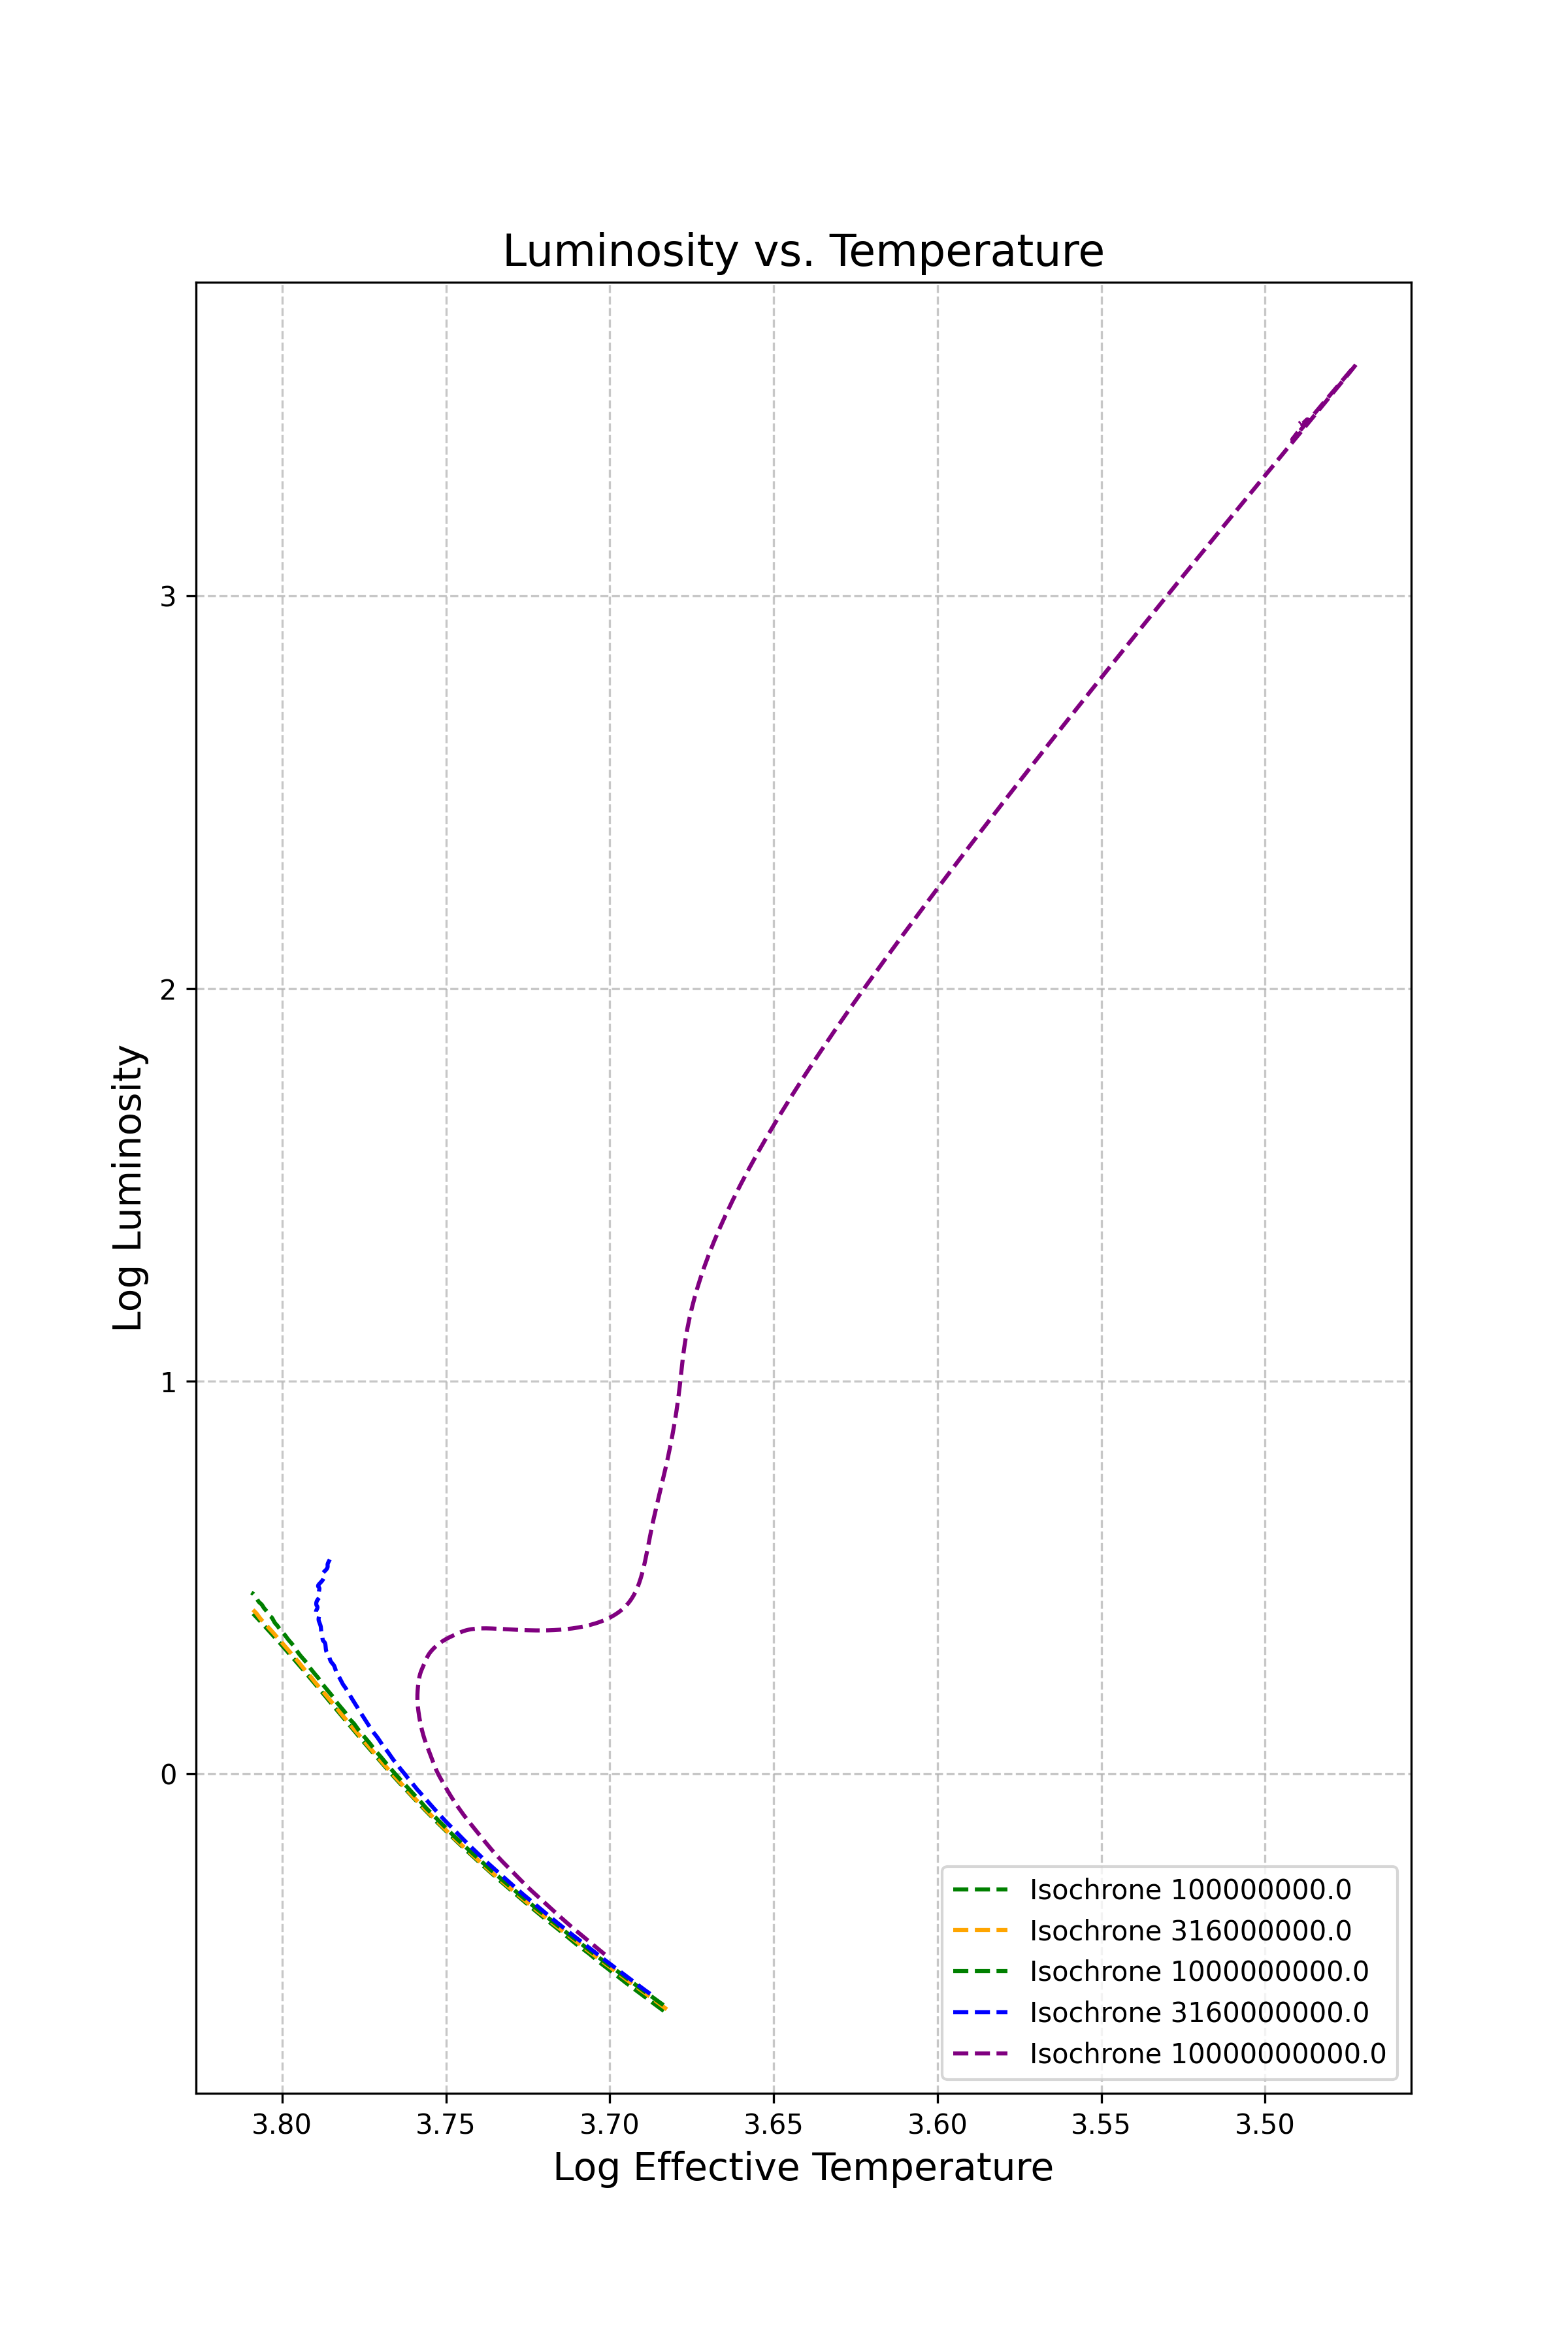 Luminosity vs. Temperature
Log Luminosity
3
2
1
0
3.80 3.75 3.70 3.65 3.60 3.55 3.50
Log Effective Temperature
Isochrone 100000000.0
Isochrone 316000000.0
Isochrone 1000000000.0
Isochrone 3160000000.0
Isochrone 10000000000.0